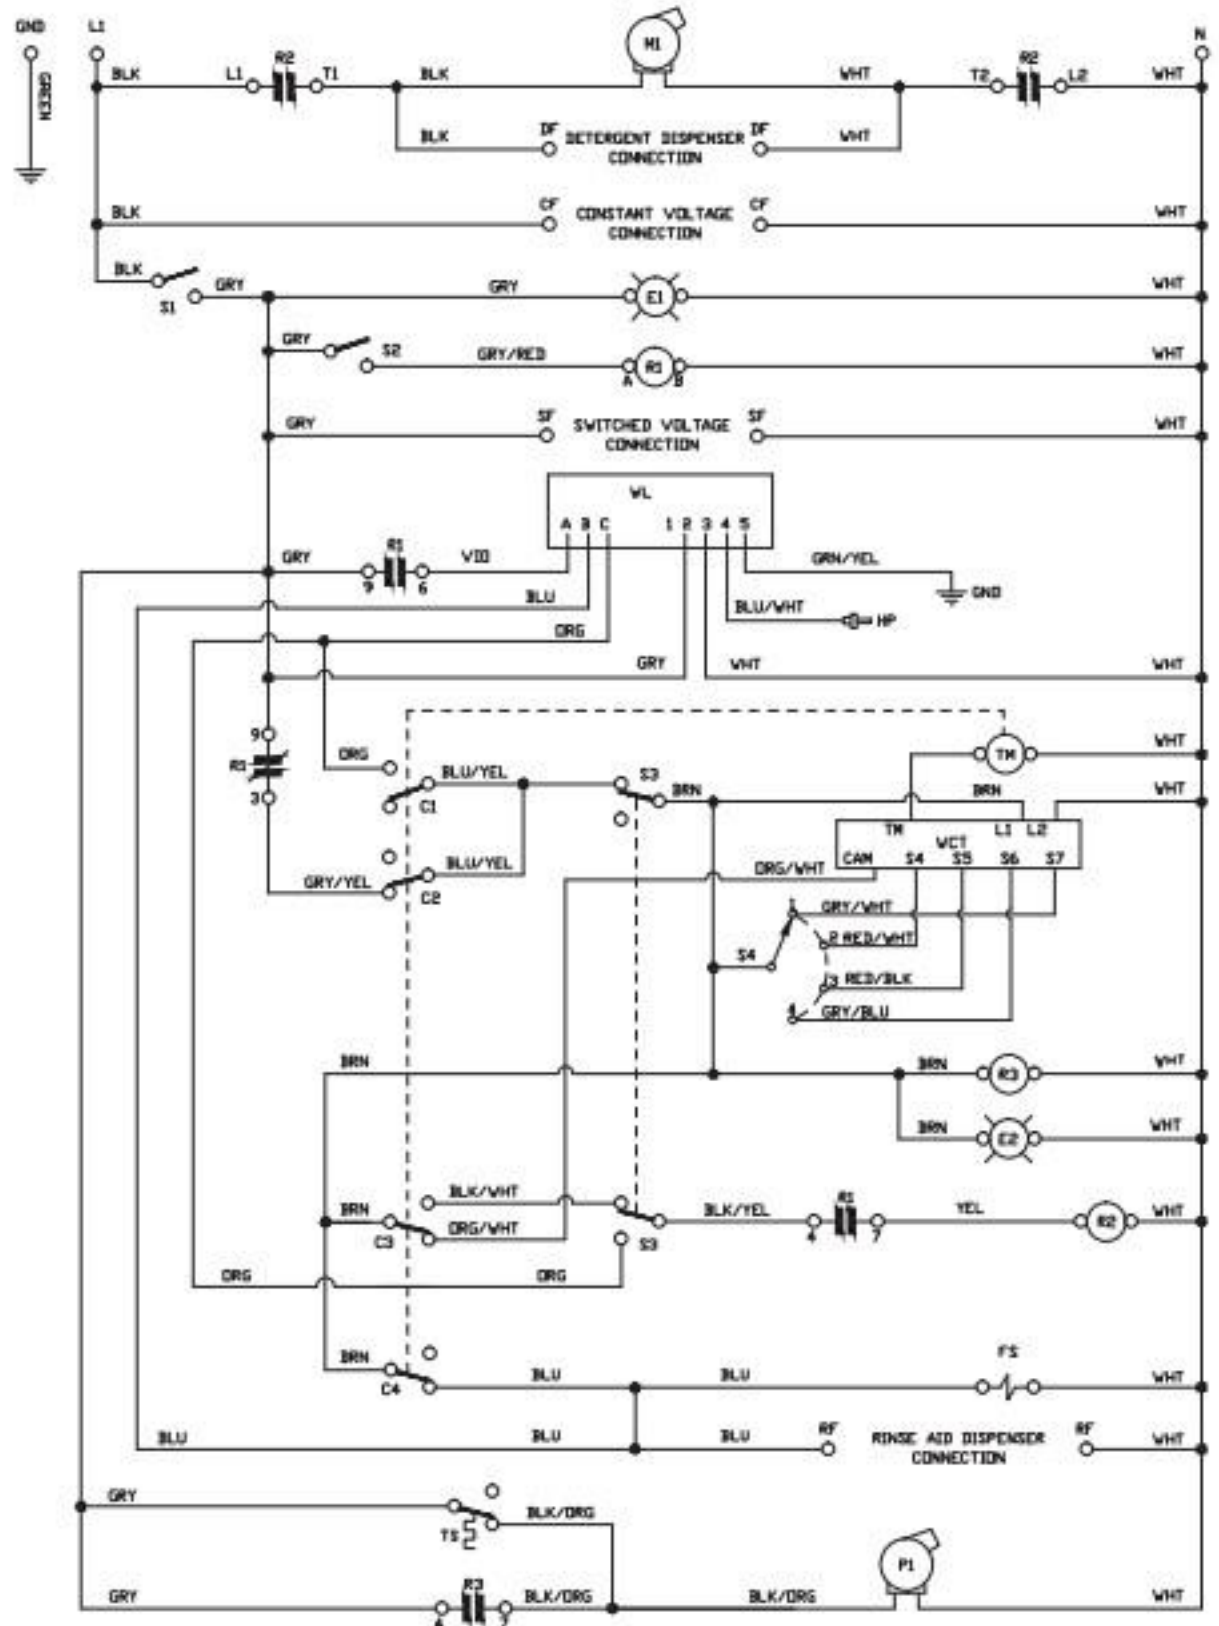 GND L1 N
GREEN
BLK L1 R2 T1 BLK M1 WHT T2 R2 L2 WHT
BLK DF DETERGENT DISPENSER DF WHT
CONNECTION
BLK CF CONSTANT VOLTAGE CF WHT
CONNECTION
BLK S1 GRY GRY E1 WHT
GRY S2 GRY/RED A R1 B WHT
GRY SF SWITCHED VOLTAGE SF WHT
CONNECTION
WL
A B C 1 2 3 4 5
GRY 9 R1 6 VIO GRN/YEL GND
BLU BLU/WHT HP
ORG
GRY WHT WHT
9 R1 3
ORG BLU/YEL C1 S3 BRN TM WHT
BRN WHT
TM L1 L2
WCT
CAM S4 S5 S6 S7
GRY/YEL BLU/YEL C2 ORG/WHT
1 GRY/WHT
S4 2 RED/WHT
3 RED/BLK
4 GRY/BLU
BRN BRN R3 WHT
BRN E2 WHT
BLK/WHT
BRN C3 ORG/WHT S3 BLK/YEL 4 R1 7 YEL R2 WHT
ORG ORG
BRN C4 BLU BLU FS WHT
BLU BLU BLU RF RINSE AID DISPENSER RF WHT
CONNECTION
GRY TS BLK/ORG
P1
GRY R3 BLK/ORG BLK/ORG WHT